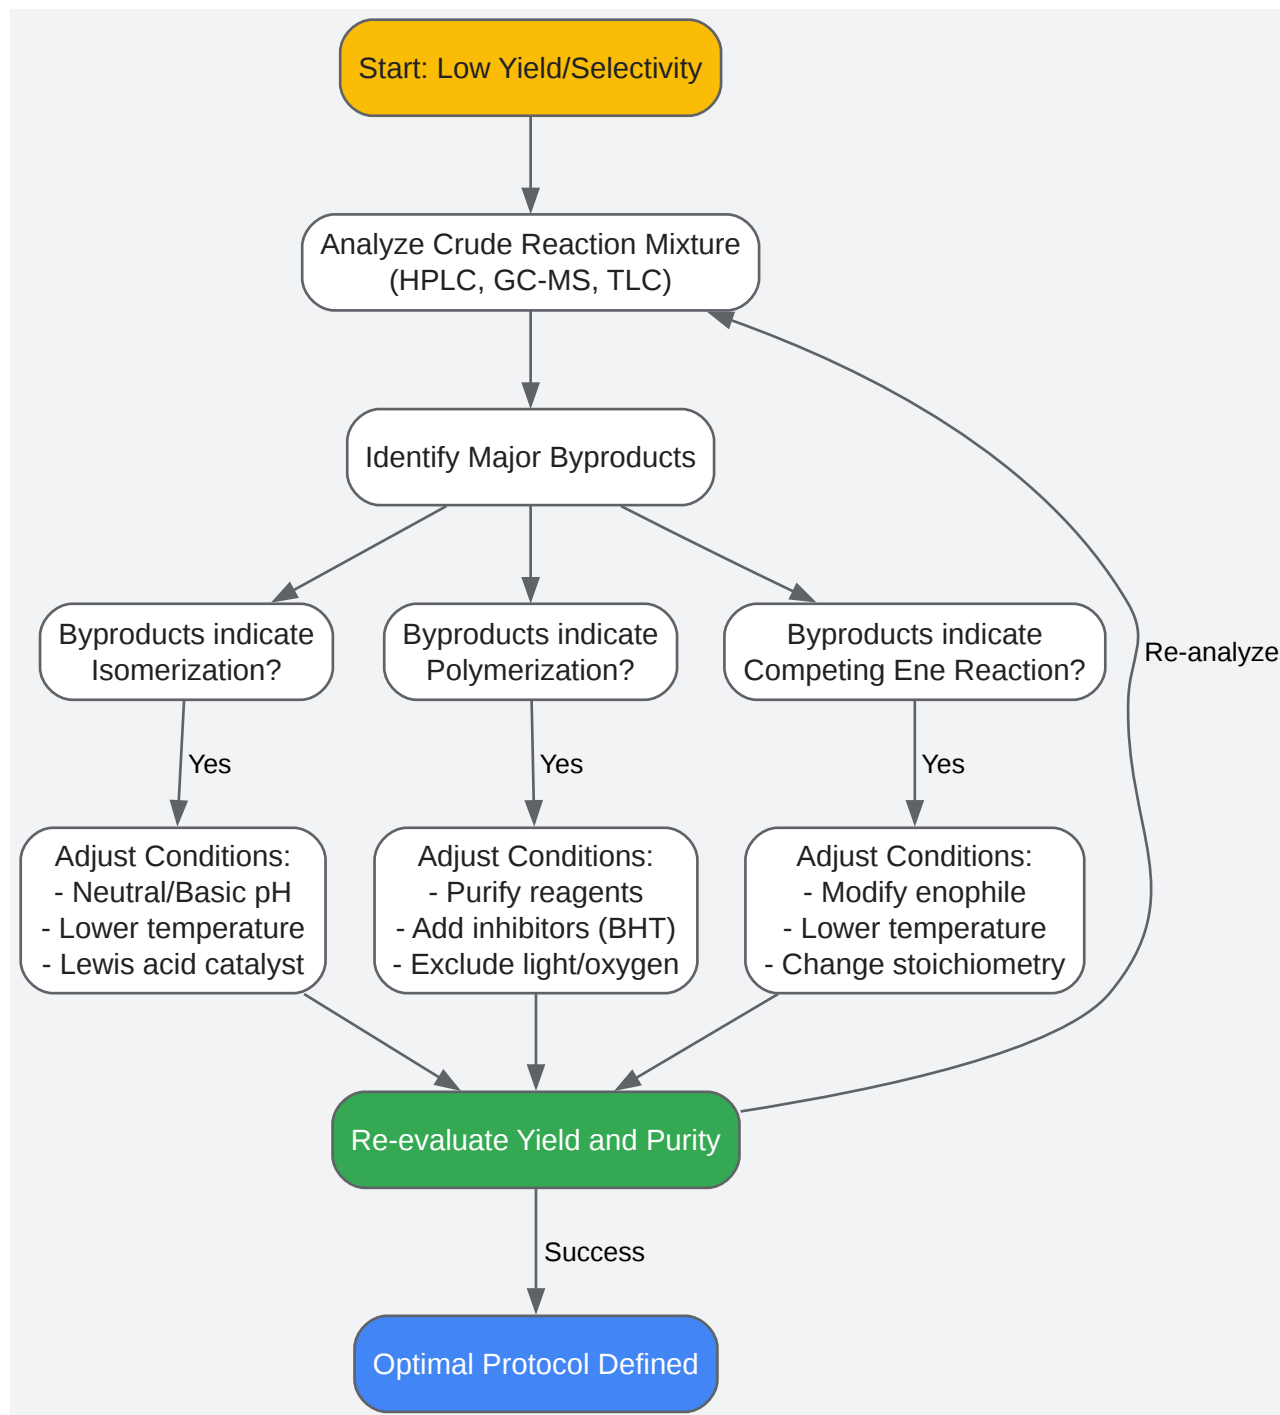 Start: Low Yield/Selectivity
Analyze Crude Reaction Mixture
(HPLC, GC-MS, TLC)
Identify Major Byproducts
Byproducts indicate
Isomerization?
Byproducts indicate
Polymerization?
Byproducts indicate
Competing Ene Reaction?
Re-analyze
Yes
Yes
Yes
Adjust Conditions:
- Neutral/Basic pH
- Lower temperature
- Lewis acid catalyst
Adjust Conditions:
- Purify reagents
- Add inhibitors (BHT)
- Exclude light/oxygen
Adjust Conditions:
- Modify enophile
- Lower temperature
- Change stoichiometry
Re-evaluate Yield and Purity
Success
Optimal Protocol Defined